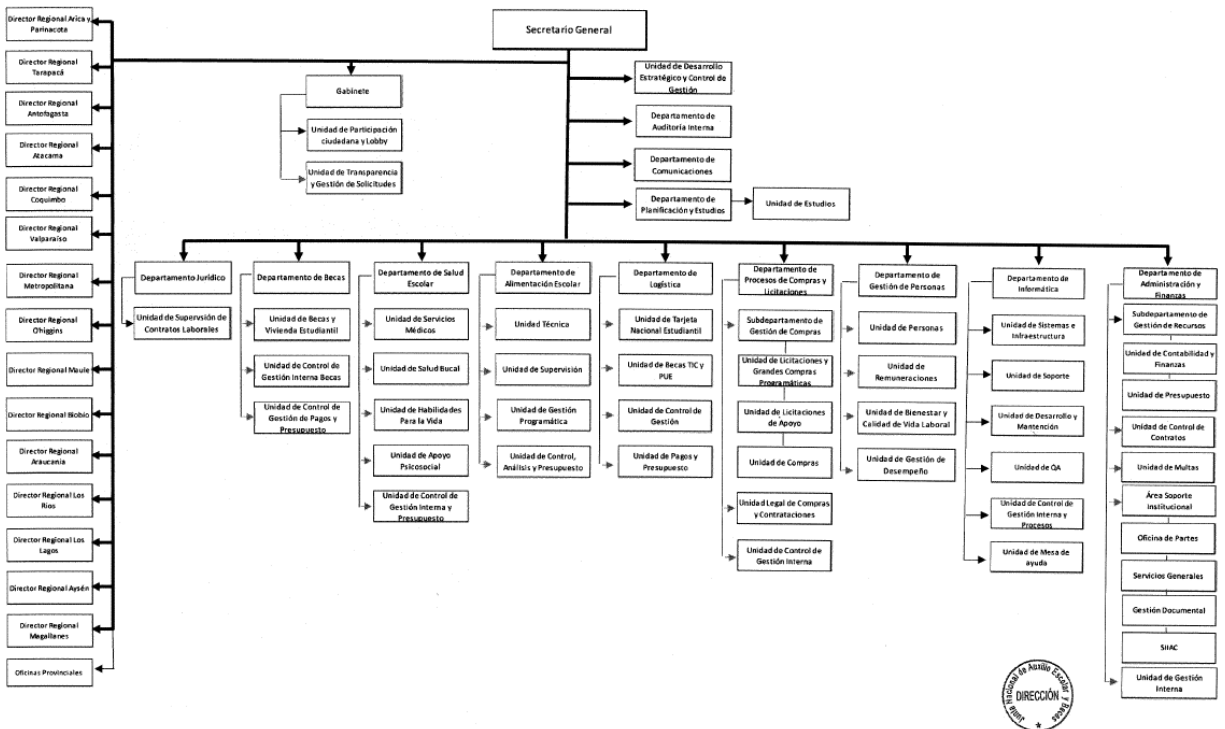 Secretario General
Director Regional Arica y
Parinacota
Director Regional
Tarapacá
Director Regional
Antofagasta
Director Regional
Atacama
Director Regional
Coquimbo
Director Regional
Valparaíso
Director Regional
Metropolitana
Director Regional
O'higgins
Director Regional Maule
Director Regional Biobio
Director Regional
Araucanía
Director Regional Los
Rios
Director Regional Los
Lagos
Director Regional Aysén
Director Regional
Magallanes
Oficinas Provinciales
Gabinete
Unidad de Participación
ciudadana y Lobby
Unidad de Transparencia
y Gestión de Solicitudes
Unidad de Desarrollo
Estratégico y Control de
Gestión
Departamento de
Auditoría Interna
Departamento de
Comunicaciones
Departamento de
Planificación y Estudios
Unidad de Estudios
Departamento Jurídico
Unidad de Supervsión de
Contratos Laborales
Departamento de Becas
Unidad de Becas y
Vivienda Estudiantil
Unidad de Control de
Gestión Interna Becas
Unidad de Control de
Gestión de Pagos y
Presupuesto
Departamento de Salud
Escolar
Unidad de Servicios
Médicos
Unidad de Salud Bucal
Unidad de Habilidades
Para la Vida
Unidad de Apoyo
Psicosocial
Unidad de Control de
Gestión Interna y
Presupuesto
Departamento de
Alimentación Escolar
Unidad Técnica
Unidad de Supervisión
Unidad de Gestión
Programática
Unidad de Control,
Análisis y Presupuesto
Departamento de
Logística
Unidad de Tarjeta
Nacional Estudiantil
Unidad de Becas TIC y
PUE
Unidad de Control de
Gestión
Unidad de Pagos y
Presupuesto
Departamento de
Procesos de Compras y
Licitaciones
Subdepartamento de
Gestión de Compras
Unidad de Licitaciones y
Grandes Compras
Programáticas
Unidad de Licitaciones
de Apoyo
Unidad de Compras
Unidad Legal de Compras
y Contrataciones
Unidad de Control de
Gestión Interna
Departamento de
Gestión de Personas
Unidad de Personas
Unidad de
Remuneraciones
Unidad de Bienestar y
Calidad de Vida Laboral
Unidad de Gestión de
Desempeño
Departamento de
Informática
Unidad de Sistemas e
Infraestructura
Unidad de Soporte
Unidad de Desarrollo y
Mantención
Unidad de QA
Unidad de Control de
Gestión Interna y
Procesos
Unidad de Mesa de
ayuda
Departamento de
Administración y
Finanzas
Subdepartamento de
Gestión de Recursos
Unidad de Contabilidad y
Finanzas
Unidad de Presupuesto
Unidad de Control de
Contratos
Unidad de Multas
Área Soporte
Institucional
Oficina de Partes
Servicios Generales
Gestión Documental
SIIAC
Unidad de Gestión
Interna
Junta Nacional de Auxilio Escolar y Becas
DIRECCIÓN